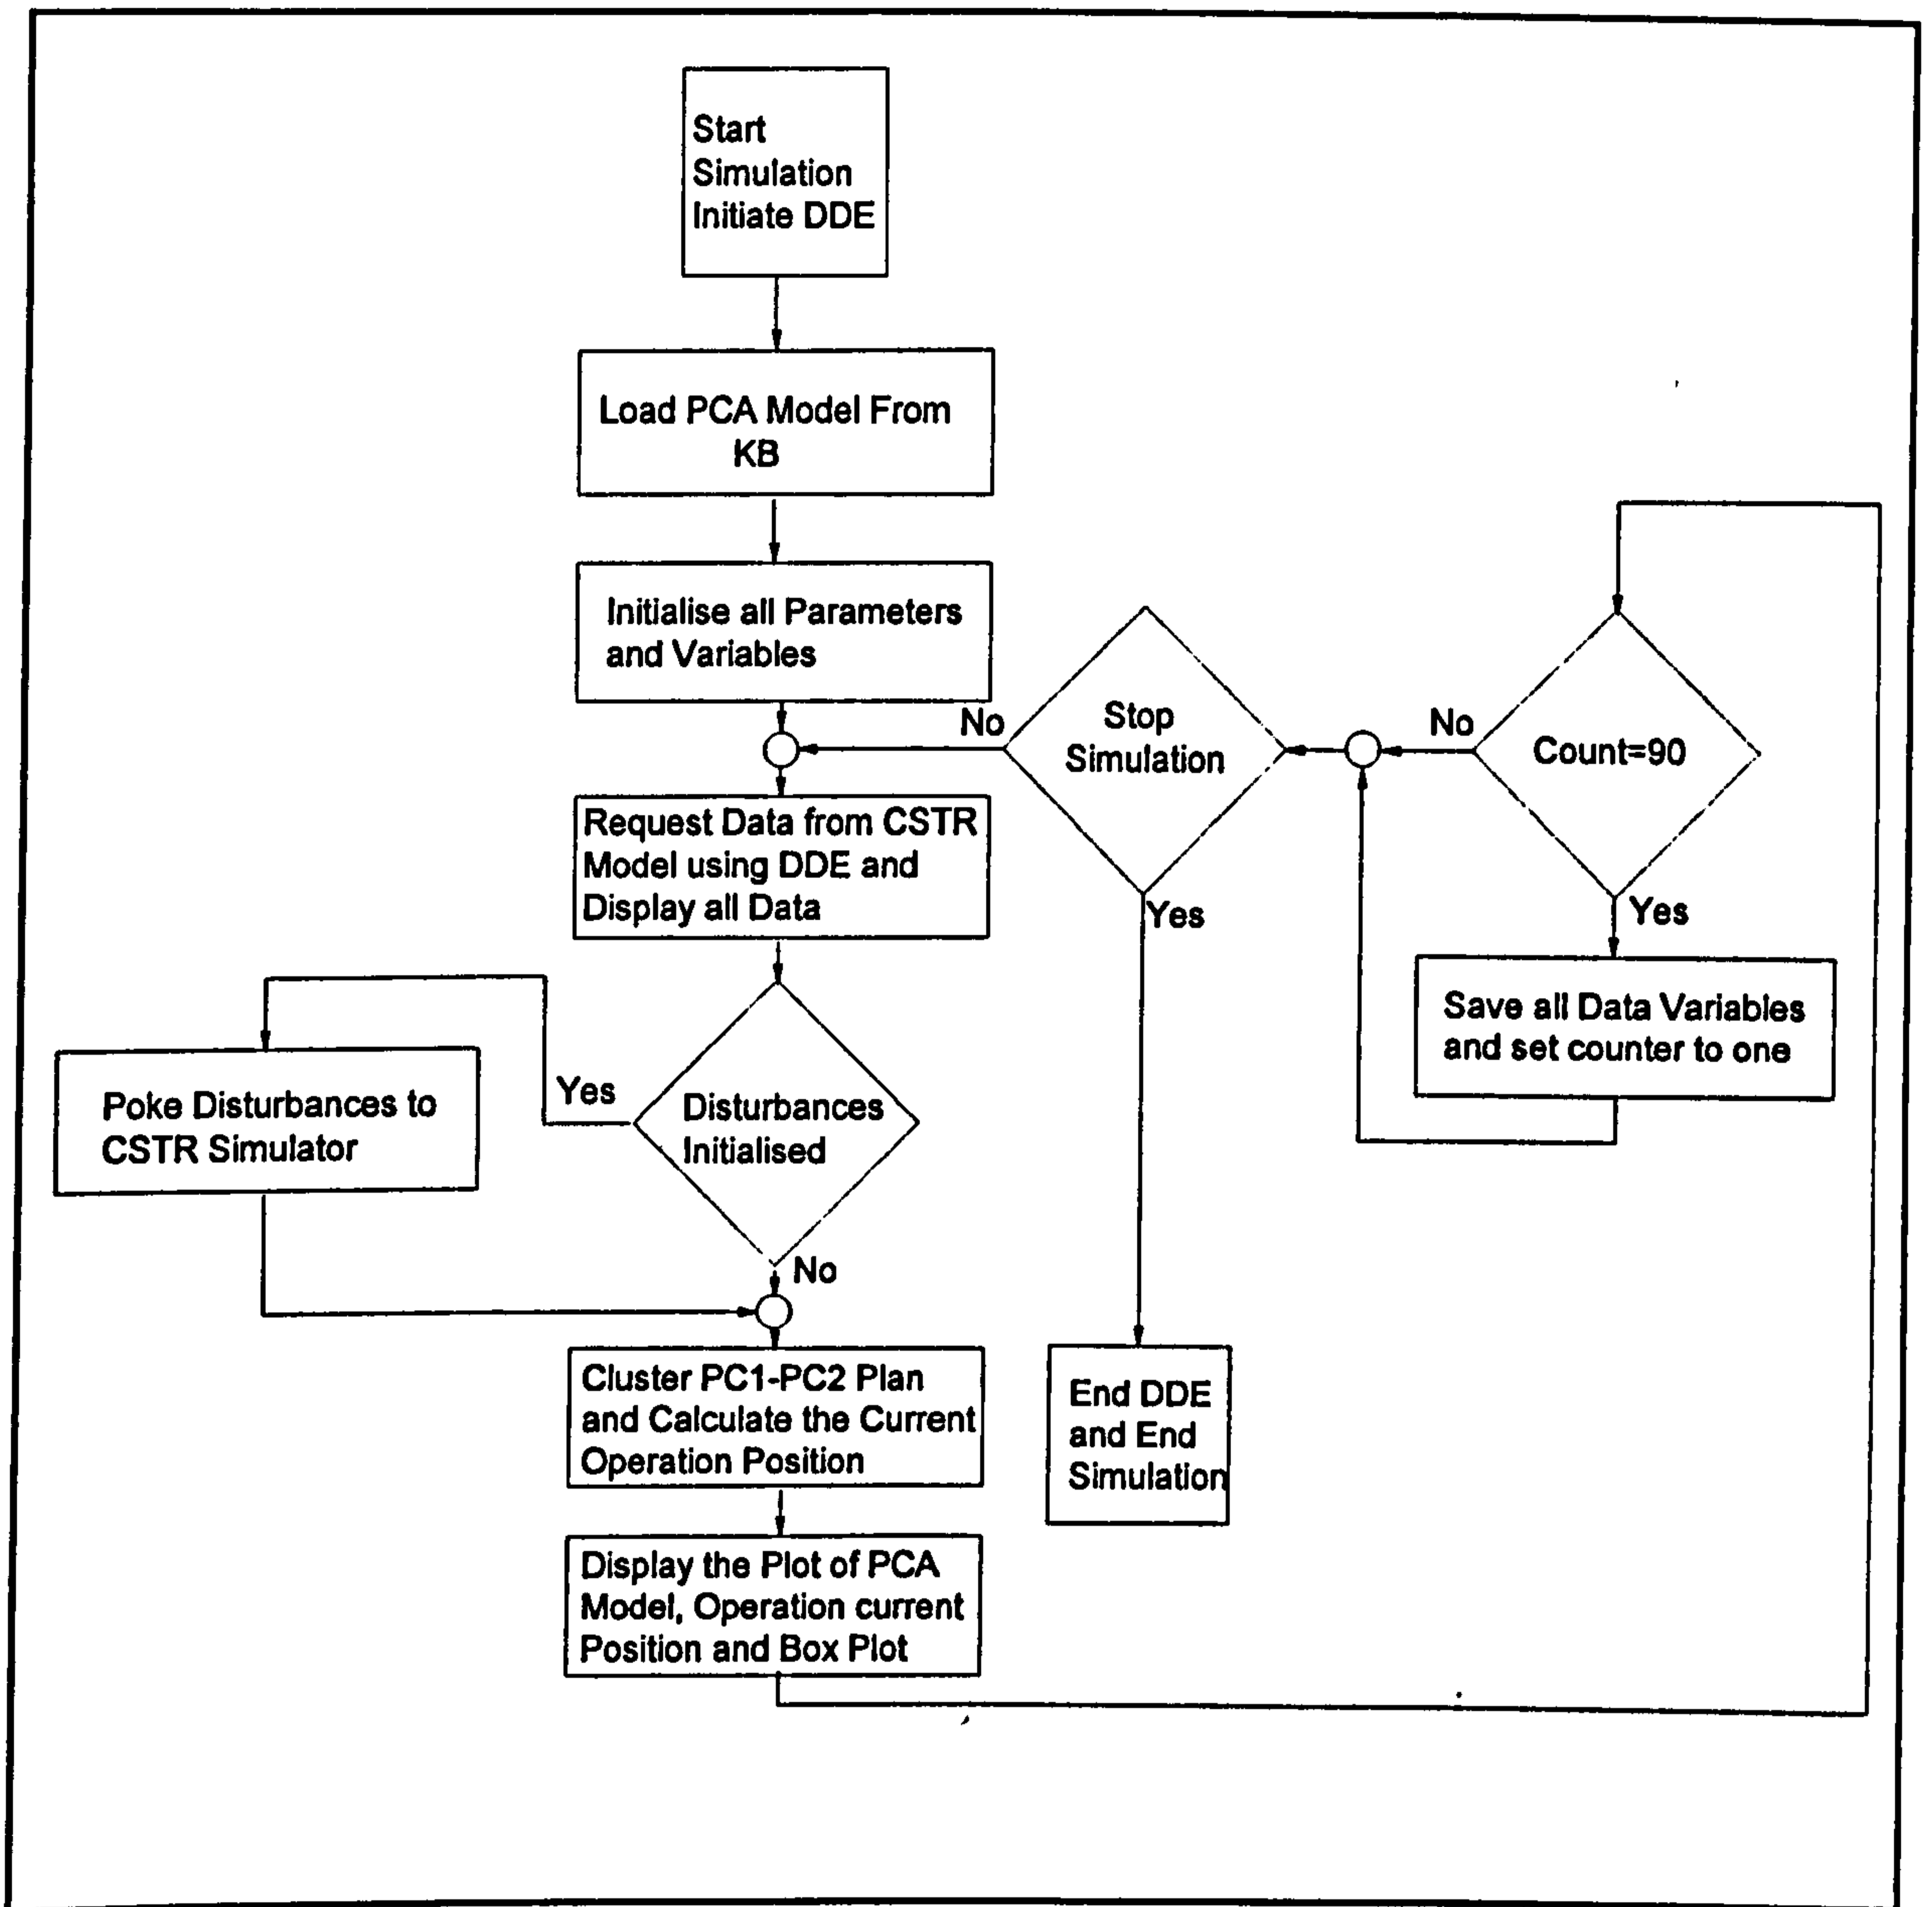 Start
Simulation
Initiate DDE
Load PCA Model From
KB
Initialise all Parameters
and Variables
No
Stop
Simulation
No
Count=90
Request Data from CSTR
Model using DDE and
Display all Data
Yes
Yes
Save all Data Variables
and set counter to one
Poke Disturbances to
CSTR Simulator
Yes
Disturbances
Initialised
No
Cluster PC1-PC2 Plan
and Calculate the Current
Operation Position
End DDE
and End
Simulation
Display the Plot of PCA
Model, Operation current
Position and Box Plot